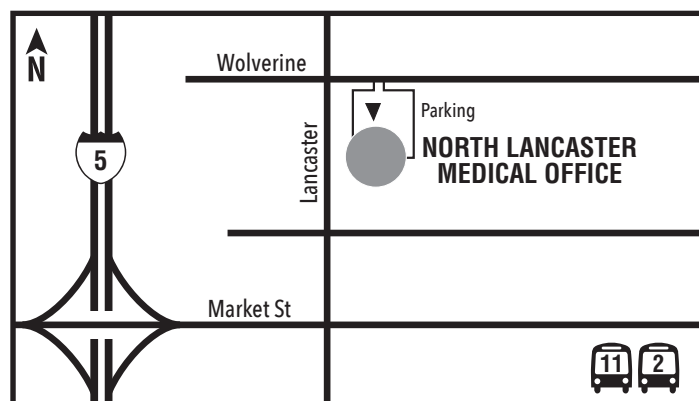 N
Wolverine
Parking
5
Lancaster
NORTH LANCASTER
MEDICAL OFFICE
Market St
11 2